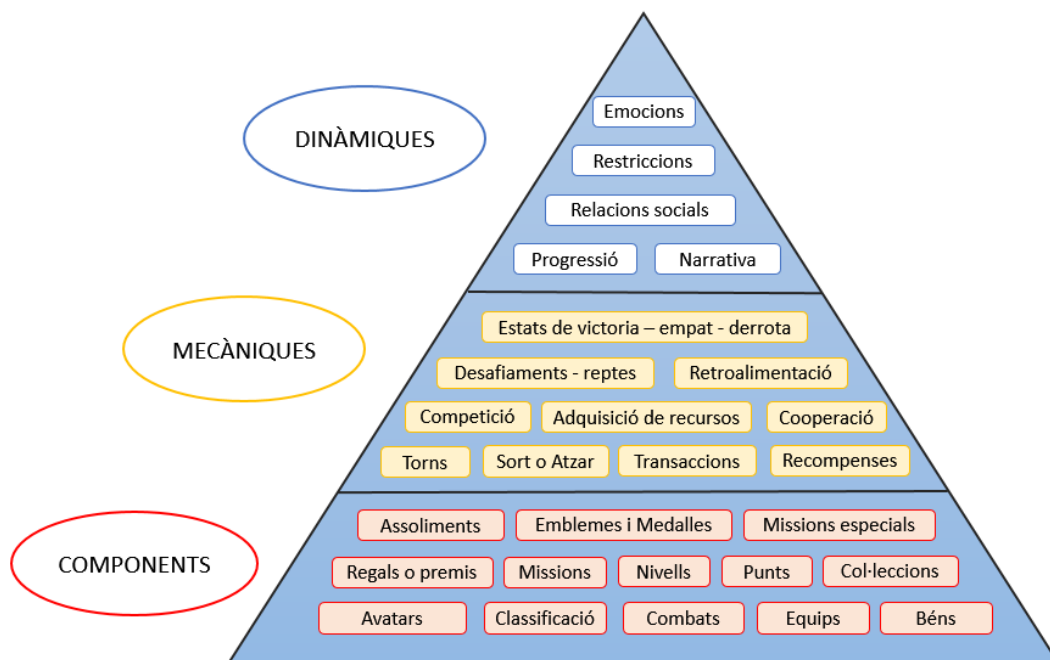 DINÀMIQUES
Emocions
Restriccions
Relacions socials
Progressió
Narrativa
MECÀNIQUES
Estats de victoria – empat - derrota
Desafiaments - reptes
Retroalimentació
Competició
Adquisició de recursos
Cooperació
Torns
Sort o Atzar
Transaccions
Recompenses
COMPONENTS
Assoliments
Emblemes i Medalles
Missions especials
Regals o premis
Missions
Nivells
Punts
Col·leccions
Avatars
Classificació
Combats
Equips
Béns